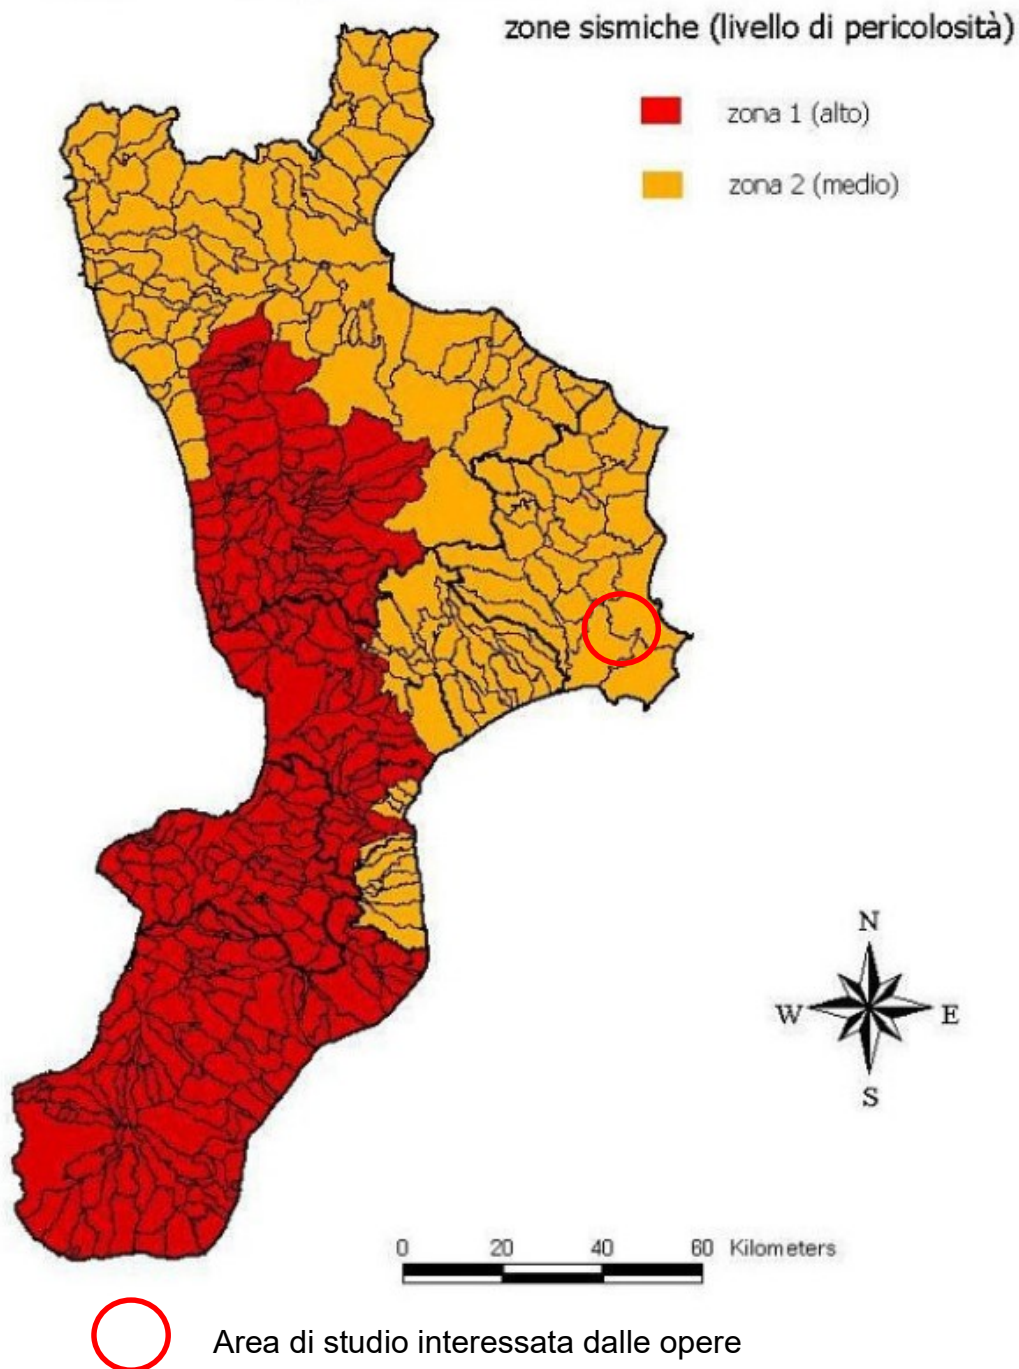 zone sismiche (livello di pericolosità)
zona 1 (alto)
zona 2 (medio)
N
W E
S
0 20 40 60 Kilometers
Area di studio interessata dalle opere